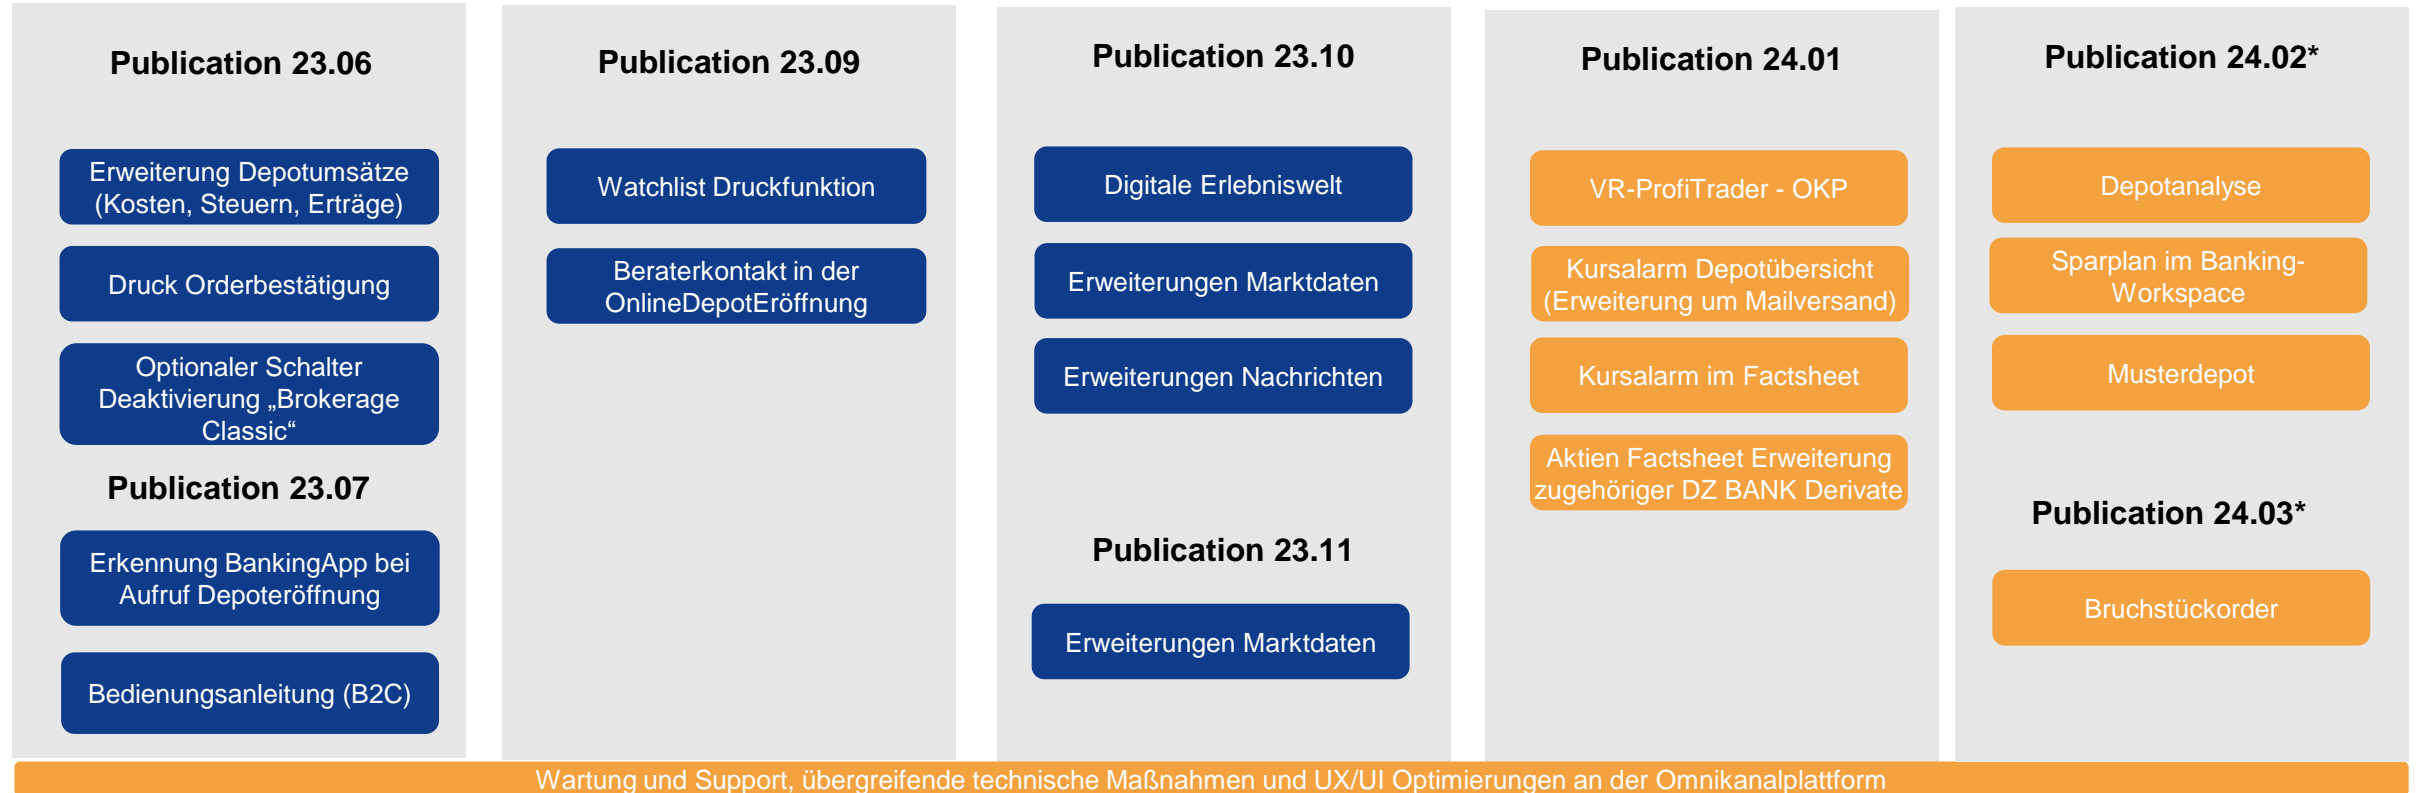 Publication 23.06
Erweiterung Depotumsätze
(Kosten, Steuern, Erträge)
Druck Orderbestätigung
Optionaler Schalter
Deaktivierung „Brokerage
Classic“
Publication 23.07
Erkennung BankingApp bei
Aufruf Depoteröffnung
Bedienungsanleitung (B2C)
Publication 23.09
Watchlist Druckfunktion
Beraterkontakt in der
OnlineDepotEröffnung
Publication 23.10
Digitale Erlebniswelt
Erweiterungen Marktdaten
Erweiterungen Nachrichten
Publication 23.11
Erweiterungen Marktdaten
Publication 24.01
VR-ProfiTrader - OKP
Kursalarm Depotübersicht
(Erweiterung um Mailversand)
Kursalarm im Factsheet
Aktien Factsheet Erweiterung
zugehöriger DZ BANK Derivate
Publication 24.02*
Depotanalyse
Sparplan im Banking-
Workspace
Musterdepot
Publication 24.03*
Bruchstückorder
Wartung und Support, übergreifende technische Maßnahmen und UX/UI Optimierungen an der Omnikanalplattform